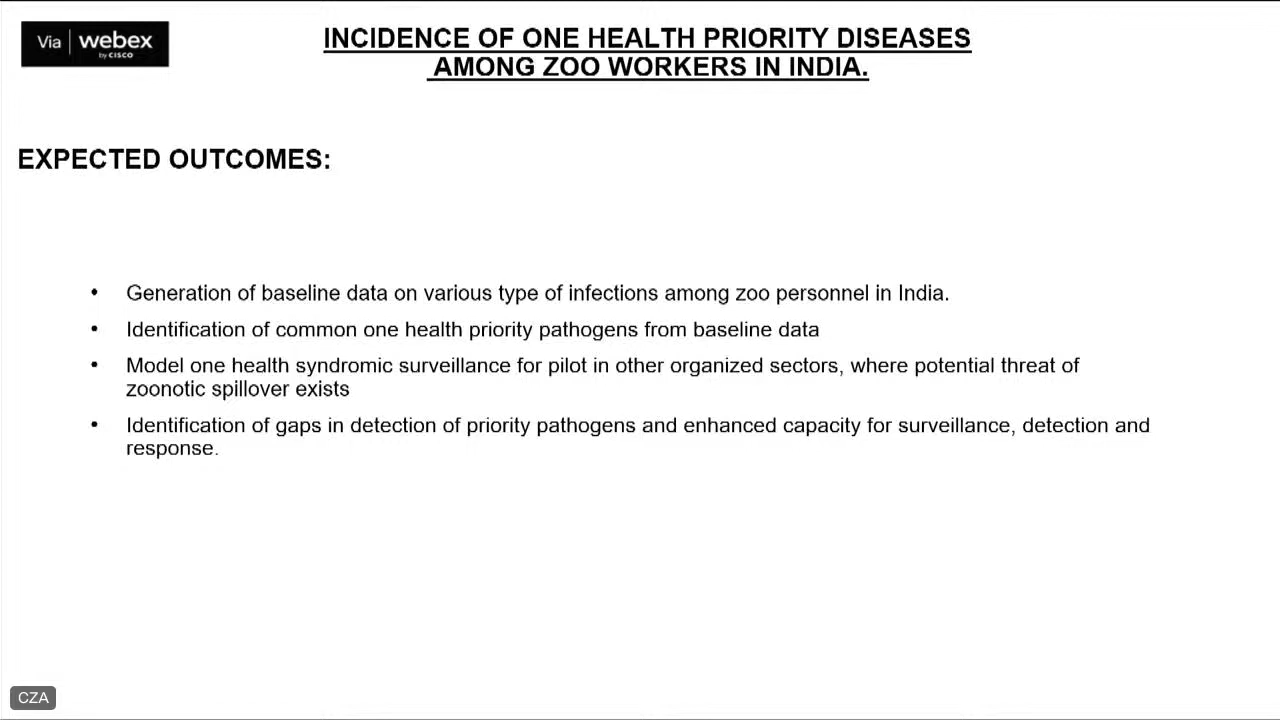 Via | webex
by CISCO
INCIDENCE OF ONE HEALTH PRIORITY DISEASES
AMONG ZOO WORKERS IN INDIA.
EXPECTED OUTCOMES:
• Generation of baseline data on various type of infections among zoo personnel in India.
• Identification of common one health priority pathogens from baseline data
• Model one health syndromic surveillance for pilot in other organized sectors, where potential threat of
zoonotic spillover exists
• Identification of gaps in detection of priority pathogens and enhanced capacity for surveillance, detection and
response.
CZA